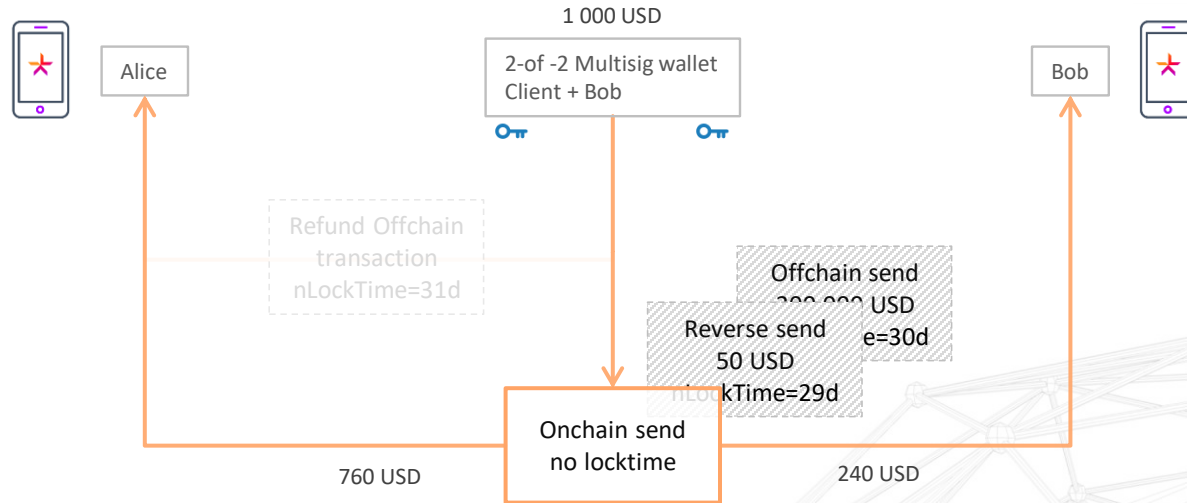 1 000 USD
Alice
2-of -2 Multisig wallet
Client + Bob
Bob
Refund Offchain
transaction
nLockTime=31d
Offchain send
USD
e=30d
Reverse send
50 USD
nLockTime=29d
Onchain send
no locktime
760 USD
240 USD